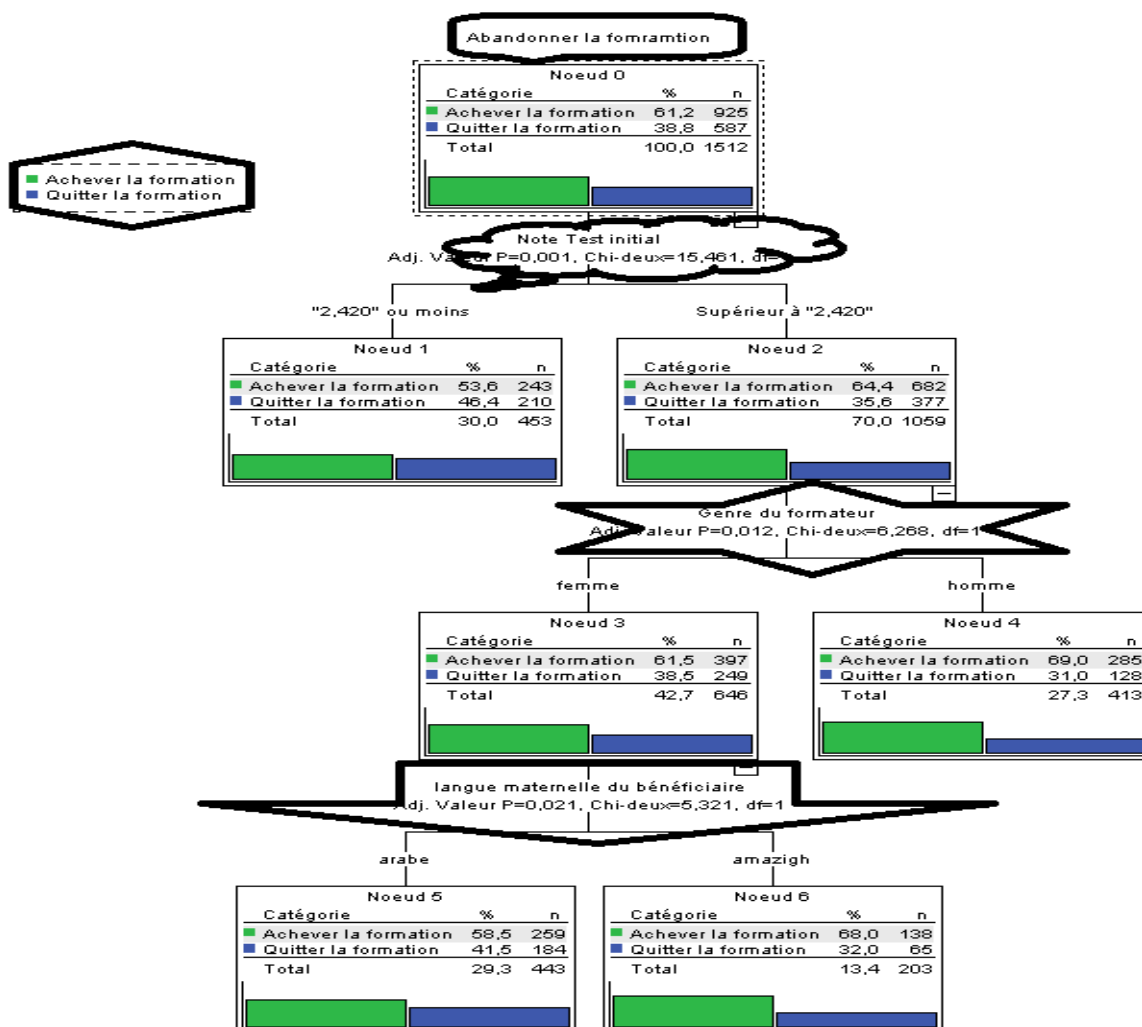 Abandonner la fomramtion
Noeud 0
Catégorie % n
Achever la formation 61,2 925
Quitter la formation 38,8 587
Total 100,0 1512
Achever la formation
Quitter la formation
Note Test initial
Adj. Valeur P=0,001, Chi-deux=15,461, df=
"2,420" ou moins
Supérieur à "2,420"
Noeud 1
Catégorie % n
Achever la formation 53,6 243
Quitter la formation 46,4 210
Total 30,0 453
Noeud 2
Catégorie % n
Achever la formation 64,4 682
Quitter la formation 35,6 377
Total 70,0 1059
Genre du formateur
Adj. Valeur P=0,012, Chi-deux=6,268, df=1
femme
homme
Noeud 3
Catégorie % n
Achever la formation 61,5 397
Quitter la formation 38,5 249
Total 42,7 646
Noeud 4
Catégorie % n
Achever la formation 69,0 285
Quitter la formation 31,0 128
Total 27,3 413
langue maternelle du bénéficiaire
Adj. Valeur P=0,021, Chi-deux=5,321, df=1
arabe
amazigh
Noeud 5
Catégorie % n
Achever la formation 58,5 259
Quitter la formation 41,5 184
Total 29,3 443
Noeud 6
Catégorie % n
Achever la formation 68,0 138
Quitter la formation 32,0 65
Total 13,4 203